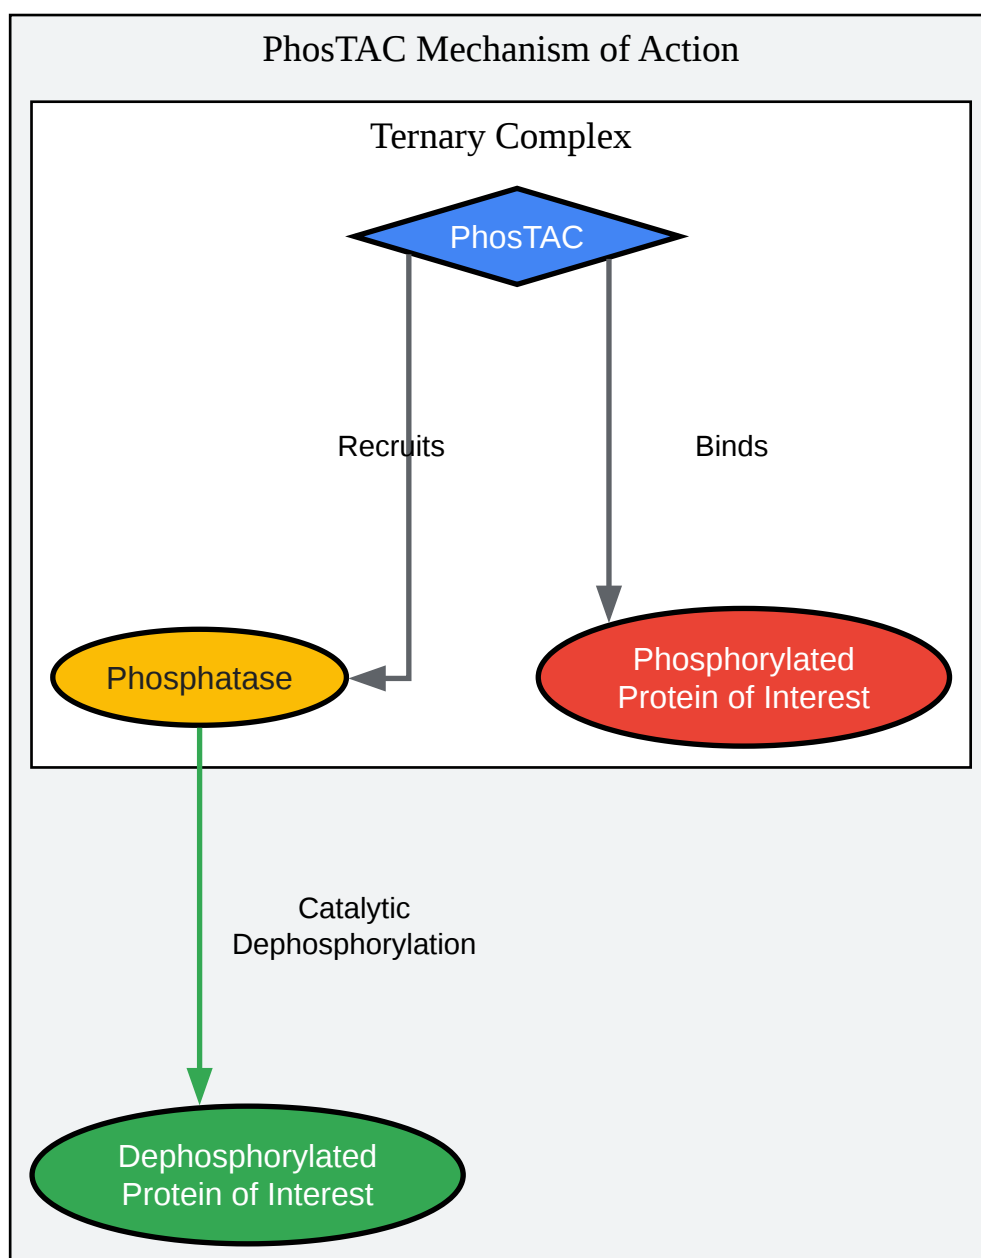 PhosTAC Mechanism of Action
Ternary Complex
PhosTAC
Recruits
Binds
Phosphatase
Phosphorylated
Protein of Interest
Catalytic
Dephosphorylation
Dephosphorylated
Protein of Interest